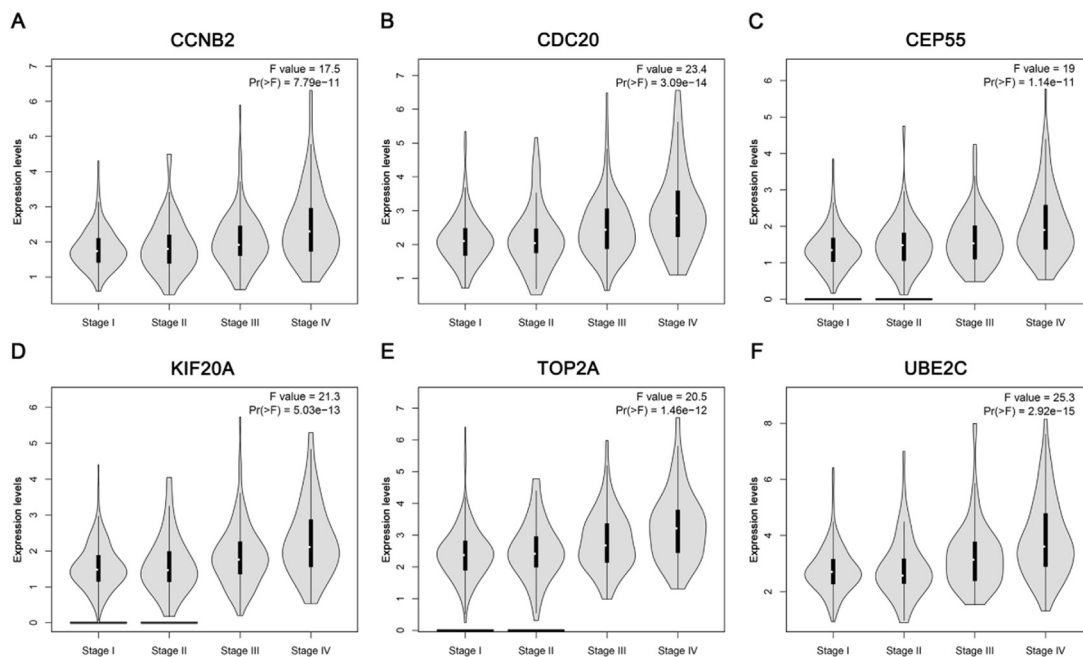 A
CCNB2
F value = 17.5
Pr(>F) = 7.79e−11
Expression levels
7
6
5
4
3
2
1
Stage I Stage II Stage III Stage IV
B
CDC20
F value = 23.4
Pr(>F) = 3.09e−14
Expression levels
7
6
5
4
3
2
1
Stage I Stage II Stage III Stage IV
C
CEP55
F value = 19
Pr(>F) = 1.14e−11
Expression levels
6
5
4
3
2
1
0
Stage I Stage II Stage III Stage IV
D
KIF20A
F value = 21.3
Pr(>F) = 5.03e−13
Expression levels
6
5
4
3
2
1
0
Stage I Stage II Stage III Stage IV
E
TOP2A
F value = 20.5
Pr(>F) = 1.46e−12
Expression levels
7
6
5
4
3
2
1
0
Stage I Stage II Stage III Stage IV
F
UBE2C
F value = 25.3
Pr(>F) = 2.92e−15
Expression levels
8
6
4
2
Stage I Stage II Stage III Stage IV